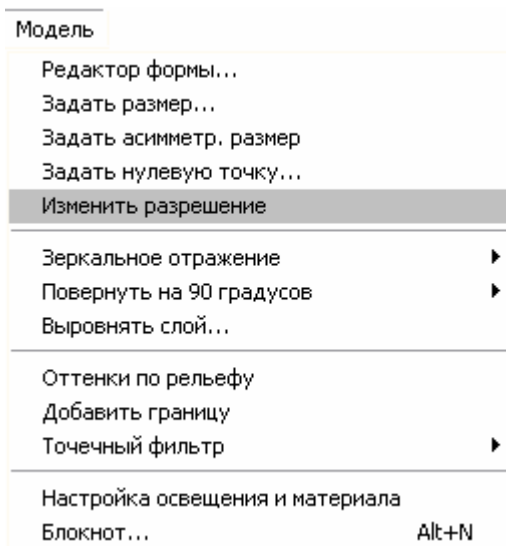 Модель
Редактор формы...
Задать размер...
Задать асимметр. размер
Задать нулевую точку...
Изменить разрешение
Зеркальное отражение
Повернуть на 90 градусов
Выровнять слой...
Оттенки по рельефу
Добавить границу
Точечный фильтр
Настройка освещения и материала
Блокнот... Alt+N